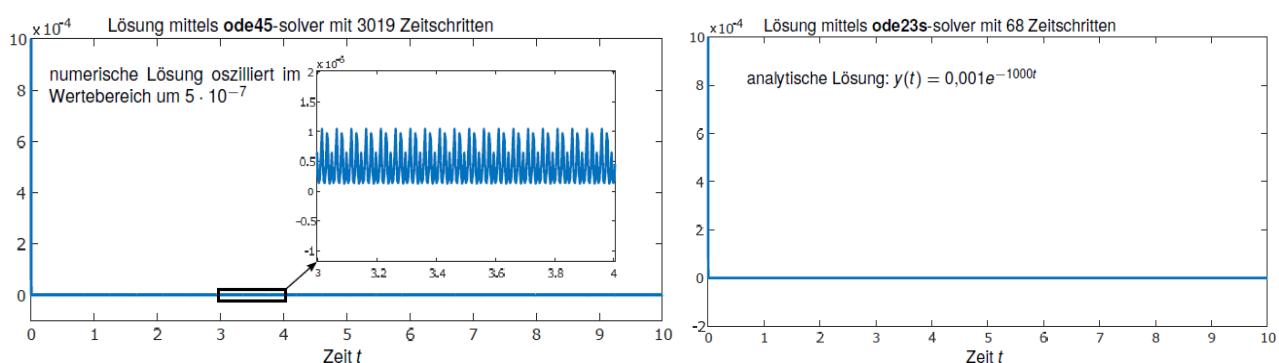 Lösung mittels ode45-solver mit 3019 Zeitschritten
×10⁻⁴
10
8
6
4
2
0
numerische Lösung oszilliert im
Wertebereich um 5 · 10⁻⁷
× 10⁻⁶
2
1.5
1
0.5
0
-0.5
-1
3 3.2 3.4 3.6 3.8 4
0 1 2 3 4 5 6 7 8 9 10
Zeit t
Lösung mittels ode23s-solver mit 68 Zeitschritten
×10⁻⁴
10
8
6
4
2
0
-2
analytische Lösung: y(t) = 0,001e⁻¹⁰⁰⁰ᵗ
0 1 2 3 4 5 6 7 8 9 10
Zeit t